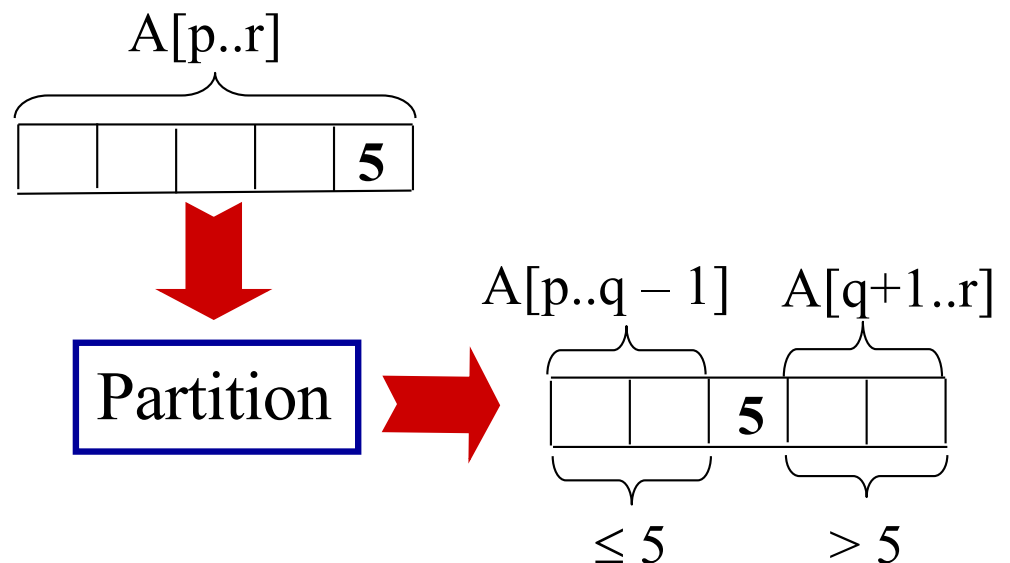 A[p..r]
5
A[p..q – 1] A[q+1..r]
Partition
5
≤ 5 > 5